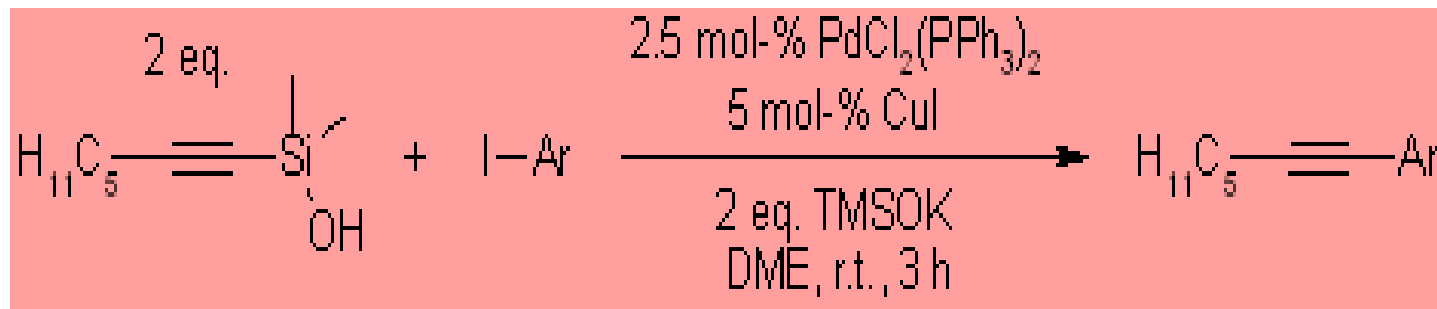 2 eq.
2.5 mol-% PdCl₂(PPh₃)₂
5 mol-% CuI
H₁₁C₅ Si + I Ar H₁₁C₅ Ar
OH
2 eq. TMSOK
DME, r.t., 3 h